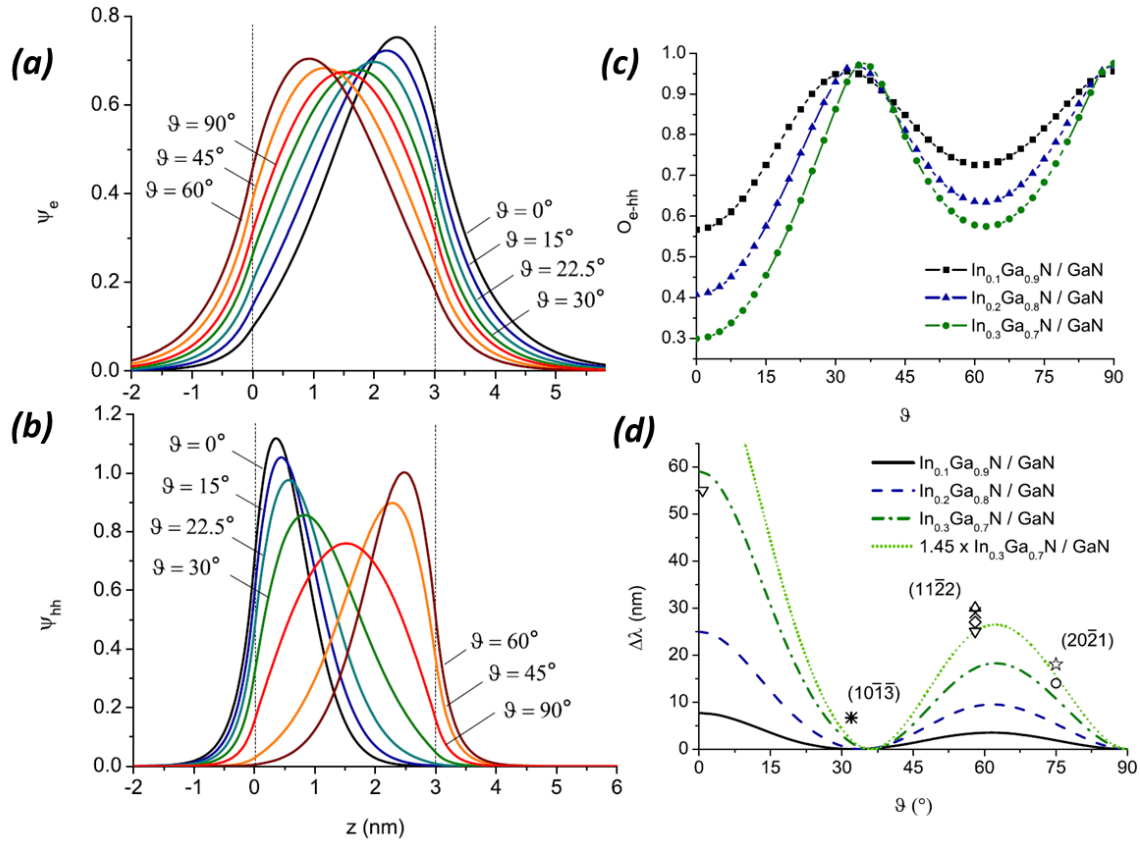 (a)
0.8
0.6
0.4
0.2
0.0
Ψe
ϑ = 90°
ϑ = 45°
ϑ = 60°
ϑ = 0°
ϑ = 15°
ϑ = 22.5°
ϑ = 30°
-2 -1 0 1 2 3 4 5
(b)
1.2
1.0
0.8
0.6
0.4
0.2
0.0
Ψhh
ϑ = 0°
ϑ = 15°
ϑ = 22.5°
ϑ = 30°
ϑ = 60°
ϑ = 45°
ϑ = 90°
-2 -1 0 1 2 3 4 5
z (nm)
(c)
1.0
0.9
0.8
0.7
0.6
0.5
0.4
0.3
Oe-hh
In0.1Ga0.9N / GaN
In0.2Ga0.8N / GaN
In0.3Ga0.7N / GaN
0 15 30 45 60 75 90
ϑ
(d)
60
50
40
30
20
10
0
Δλ (nm)
In0.1Ga0.9N / GaN
In0.2Ga0.8N / GaN
In0.3Ga0.7N / GaN
1.45 x In0.3Ga0.7N / GaN
(112̅2)
(202̅1)
(101̅3̅)
0 15 30 45 60 75 90
ϑ (°)